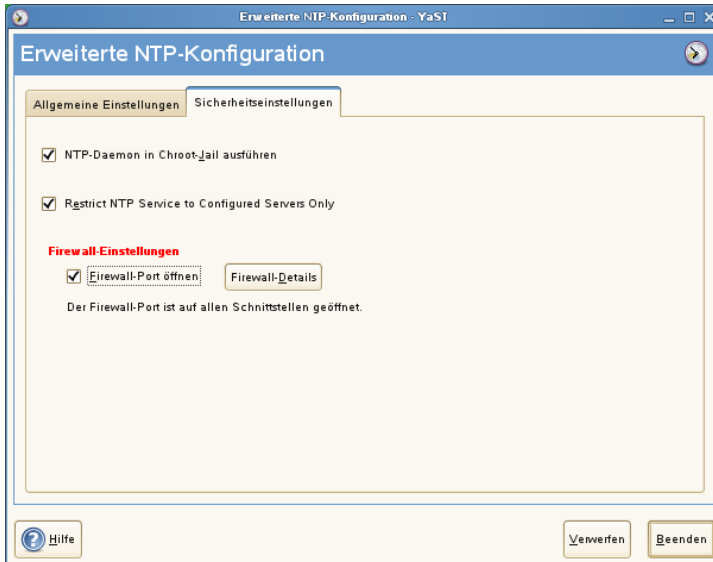 Erweiterte NTP-Konfiguration - YaST
Erweiterte NTP-Konfiguration
Allgemeine Einstellungen Sicherheitseinstellungen
NTP-Daemon in Chroot-Jail ausführen
Restrict NTP Service to Configured Servers Only
Firewall-Einstellungen
Firewall-Port öffnen Firewall-Details
Der Firewall-Port ist auf allen Schnittstellen geöffnet.
Hilfe Verwerfen Beenden